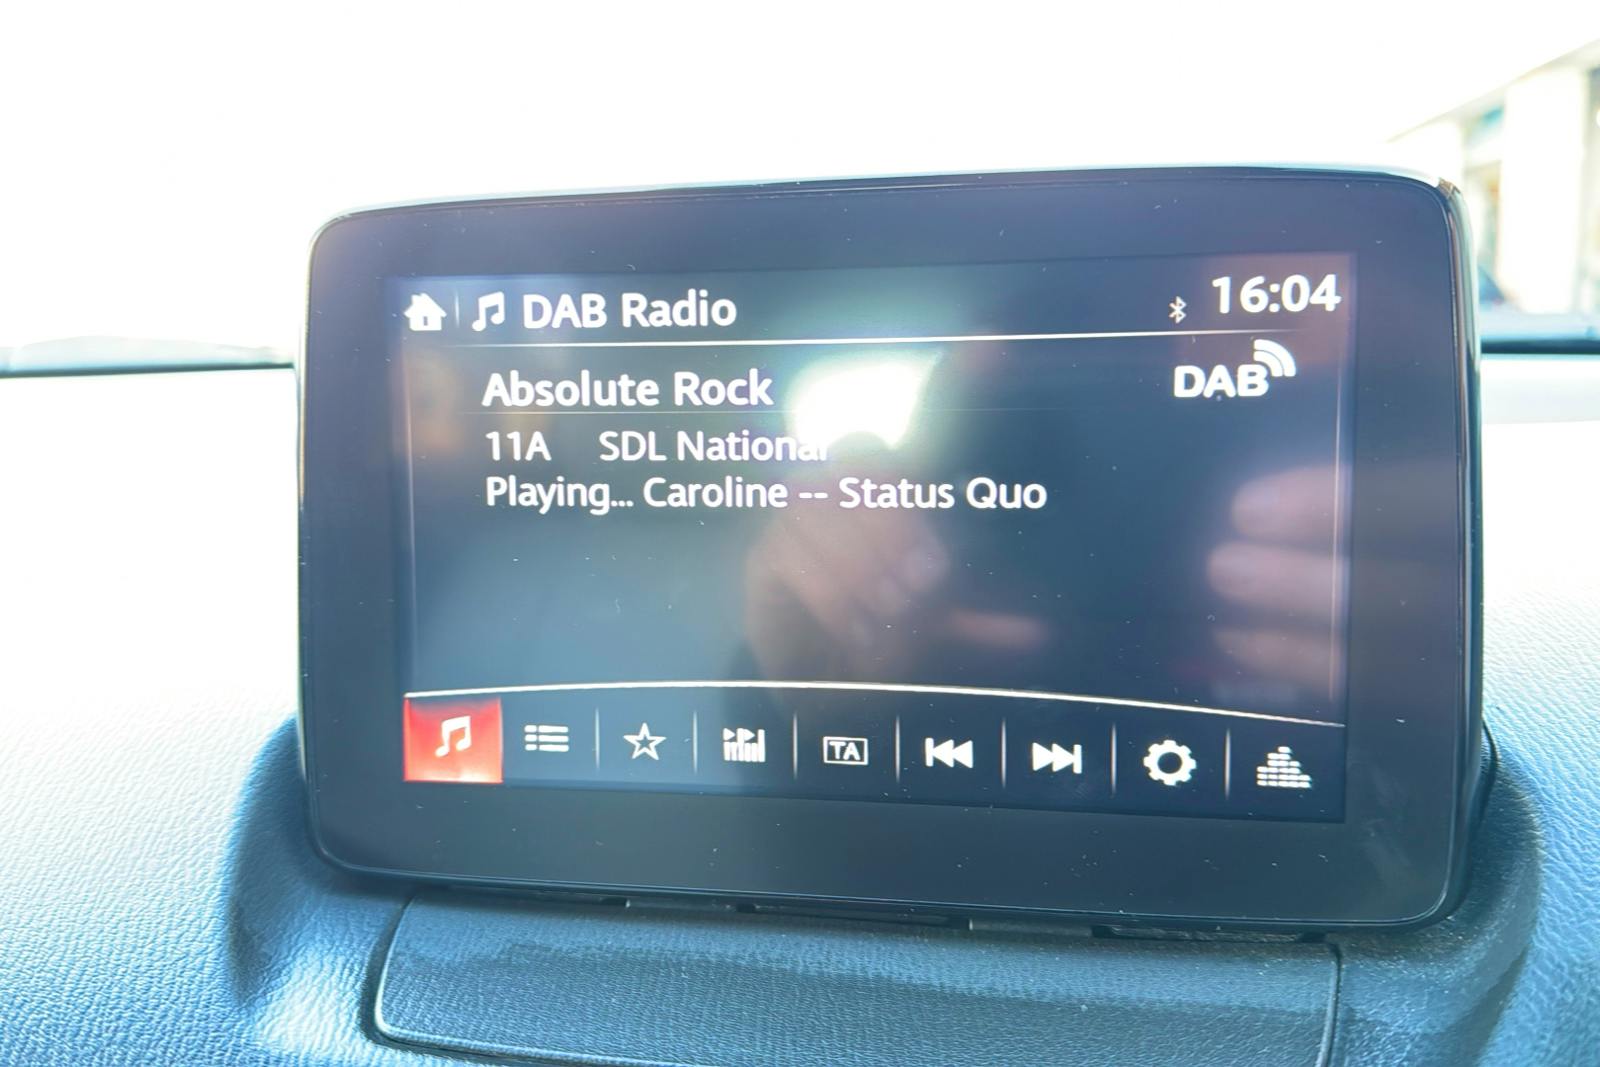 DAB Radio 16:04
Absolute Rock DAB
11A SDL National
Playing... Caroline -- Status Quo
TA